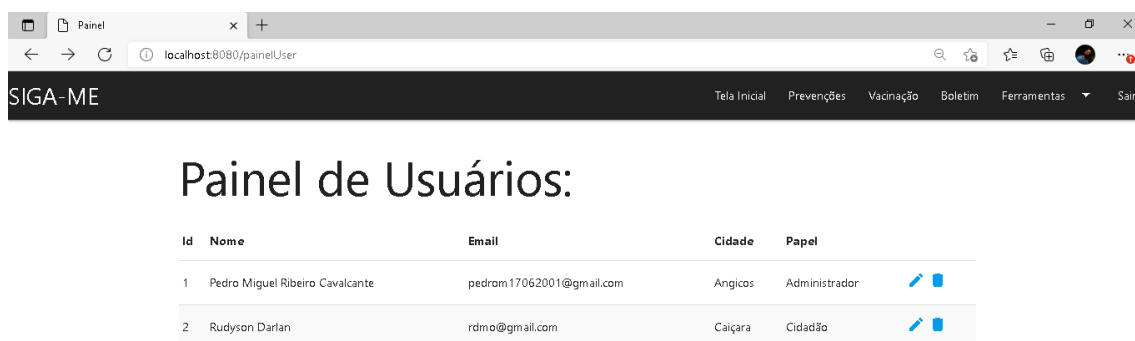 Painel
localhost:8080/painelUser
SIGA-ME Tela Inicial Prevenções Vacinação Boletim Ferramentas Sair
Painel de Usuários:
Id Nome Email Cidade Papel
1 Pedro Miguel Ribeiro Cavalcante pedrom17062001@gmail.com Angicos Administrador
2 Rudyson Darlan rdmo@gmail.com Caiçara Cidadão